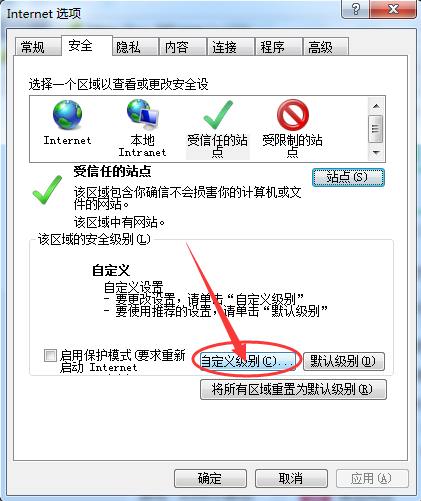 Internet 选项
常规 安全 隐私 内容 连接 程序 高级
选择一个区域以查看或更改安全设
Internet 本地 Intranet 受信任的站点 受限制的站点
受信任的站点
站点(S)
该区域包含你确信不会损害你的计算机或文
件的网站。
该区域中有网站。
该区域的安全级别(L)
自定义
自定义设置
- 要更改设置，请单击“自定义级别”
- 要使用推荐的设置，请单击“默认级别”
启用保护模式(要求重新
启动 Internet
自定义级别(C)... 默认级别(D)
将所有区域重置为默认级别(R)
确定 取消 应用(A)